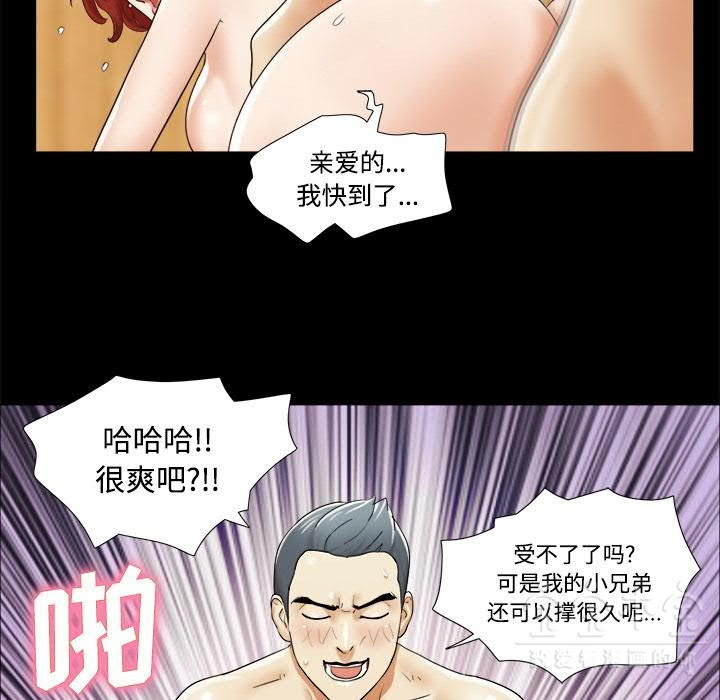 亲爱的...
我快到了...
哈哈哈!!
很爽吧?!!
受不了了吗?
可是我的小兄弟
还可以撑很久呢...
啪